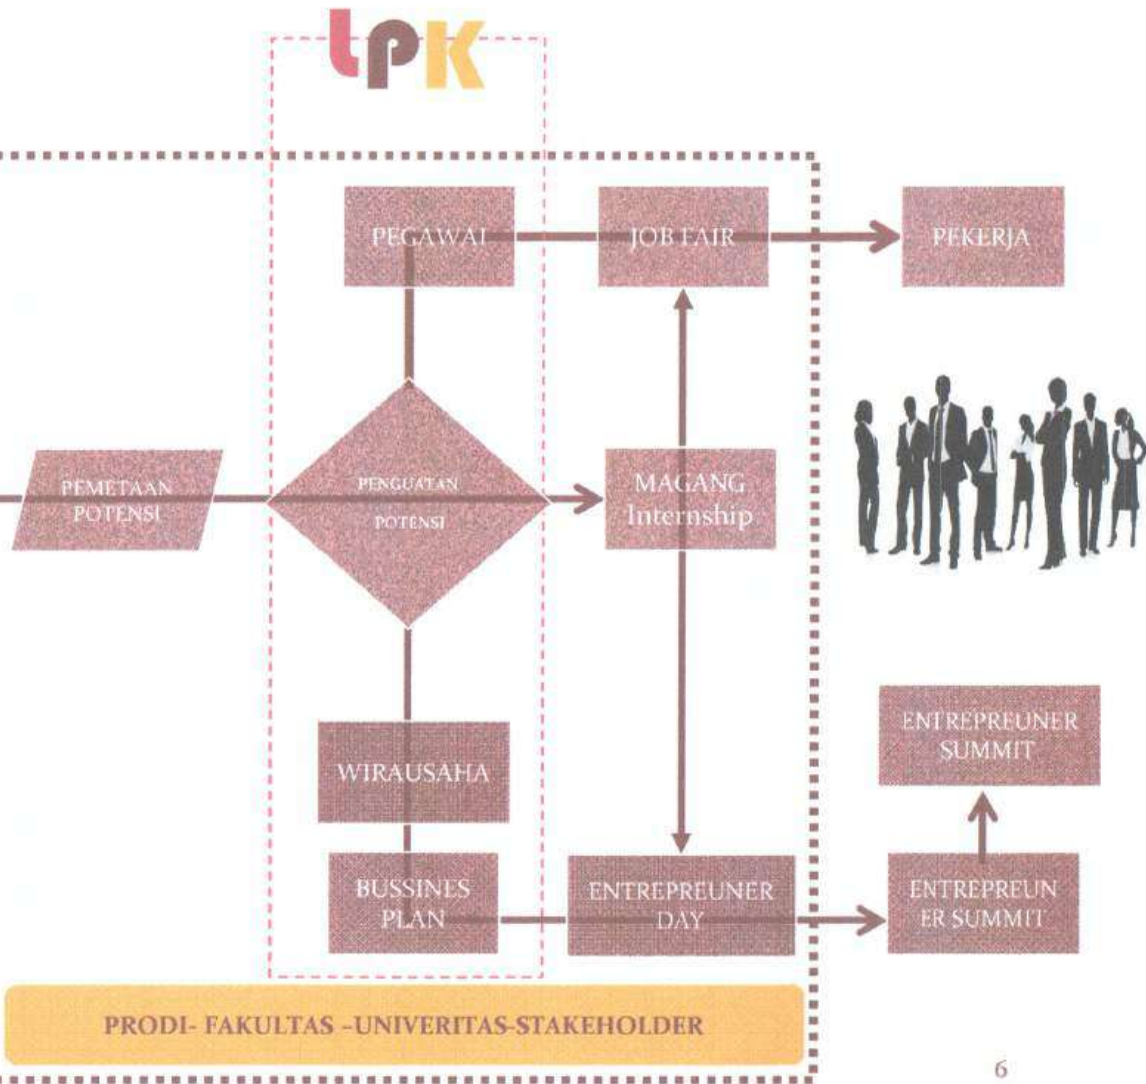 LPK
PEGAWAI
JOB FAIR
PEKERJA
PEMETAAN
POTENSI
PENGUATAN
POTENSI
MAGANG
Internship
WIRAUSAHA
ENTREPREUNER
SUMMIT
BUSSINES
PLAN
ENTREPREUNER
DAY
ENTREPREUN
ER SUMMIT
PRODI- FAKULTAS –UNIVERITAS-STAKEHOLDER
6